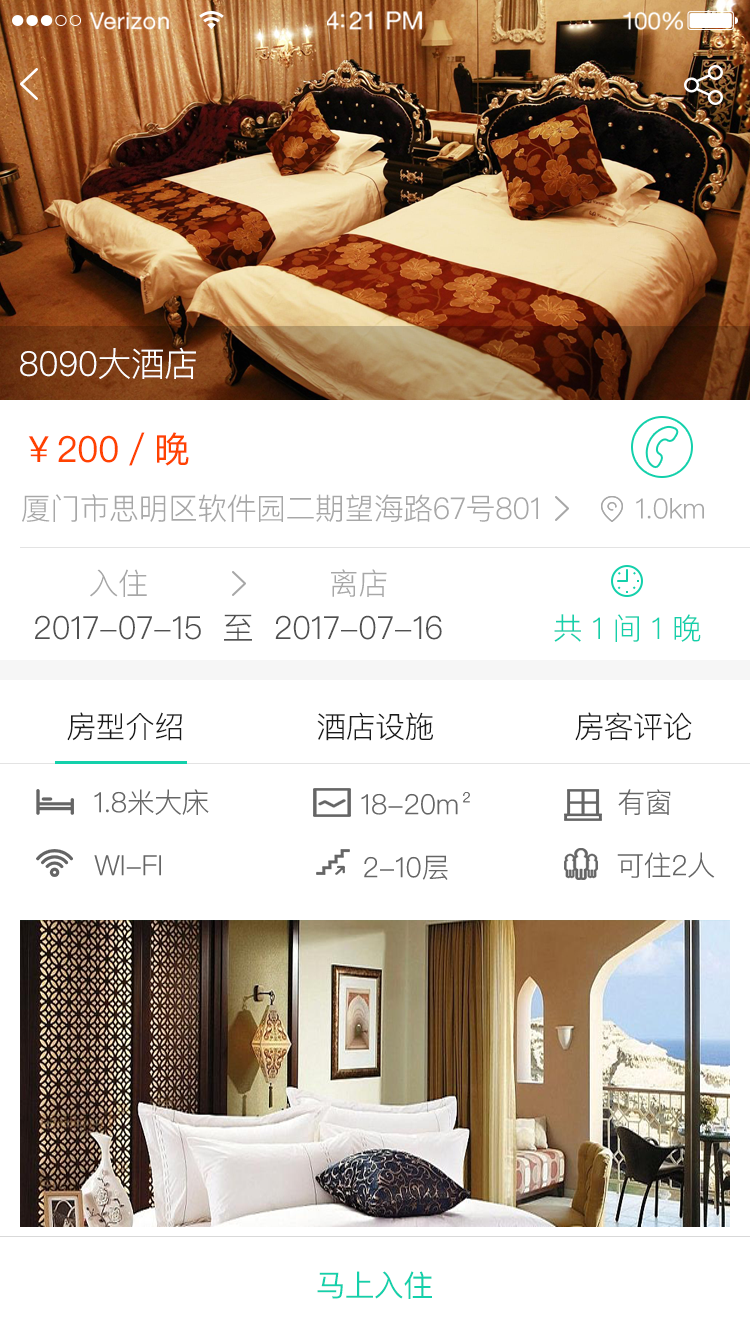 Verizon 4:21 PM 100%
8090大酒店
¥200 / 晚
厦门市思明区软件园二期望海路67号801 1.0km
入住 离店
2017-07-15 至 2017-07-16 共1间1晚
房型介绍 酒店设施 房客评论
1.8米大床 18-20m² 有窗
WI-FI 2-10层 可住2人
马上入住